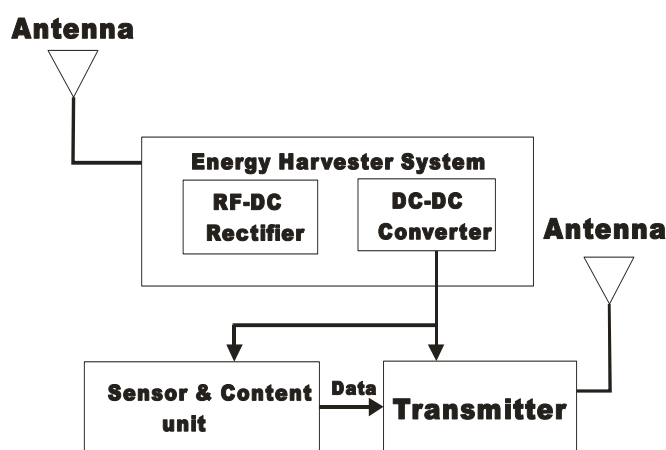 Antenna
Energy Harvester System
RF-DC
Rectifier
DC-DC
Converter
Antenna
Sensor & Content
unit
Data
Transmitter